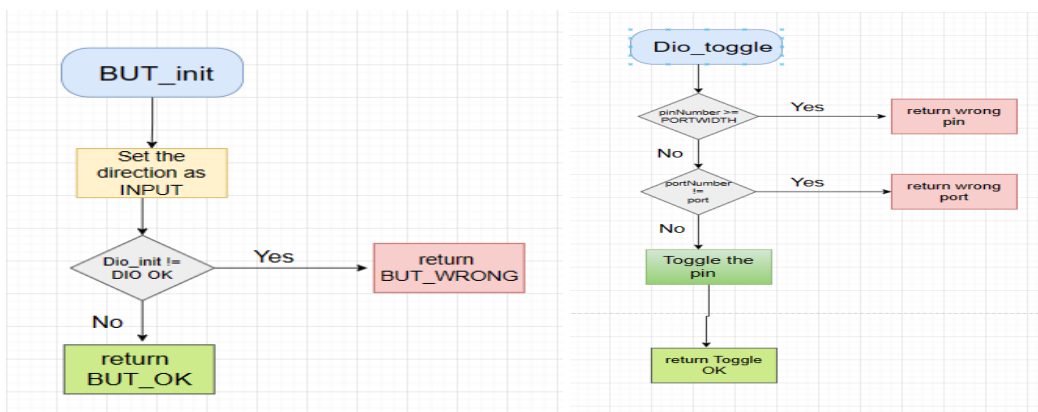 BUT_init
Set the
direction as
INPUT
Dio_init !=
DIO OK
Yes
return
BUT_WRONG
No
return
BUT_OK
Dio_toggle
pinNumber >=
PORTWIDTH
Yes
return wrong
pin
No
portNumber
!=
port
Yes
return wrong
port
No
Toggle the
pin
return Toggle
OK